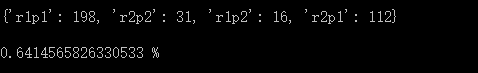 {'r1p1': 198, 'r2p2': 31, 'r1p2': 16, 'r2p1': 112}
0.6414565826330533 %